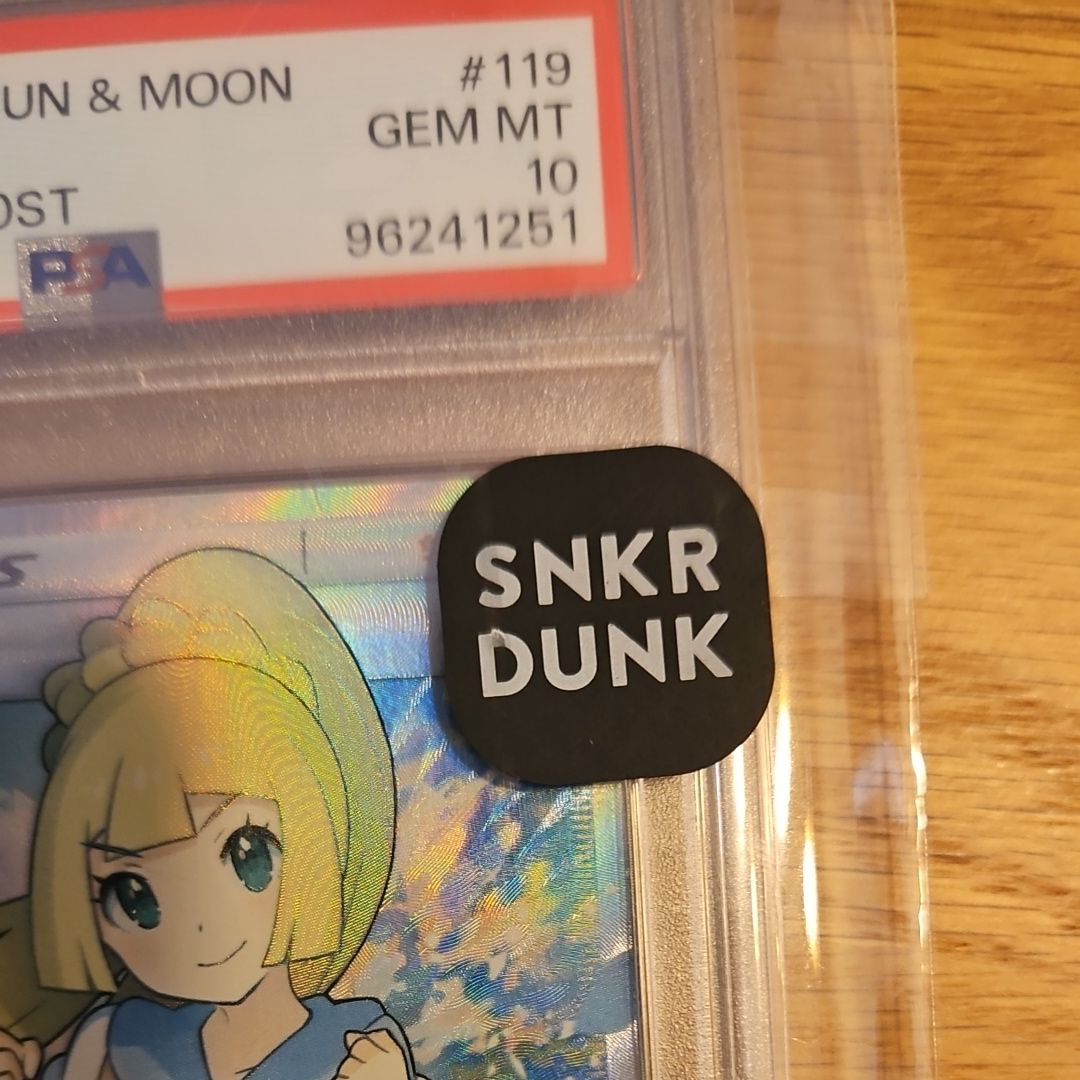 UN & MOON #119
GEM MT
10
OST
96241251
PSA
S
SNKR
DUNK